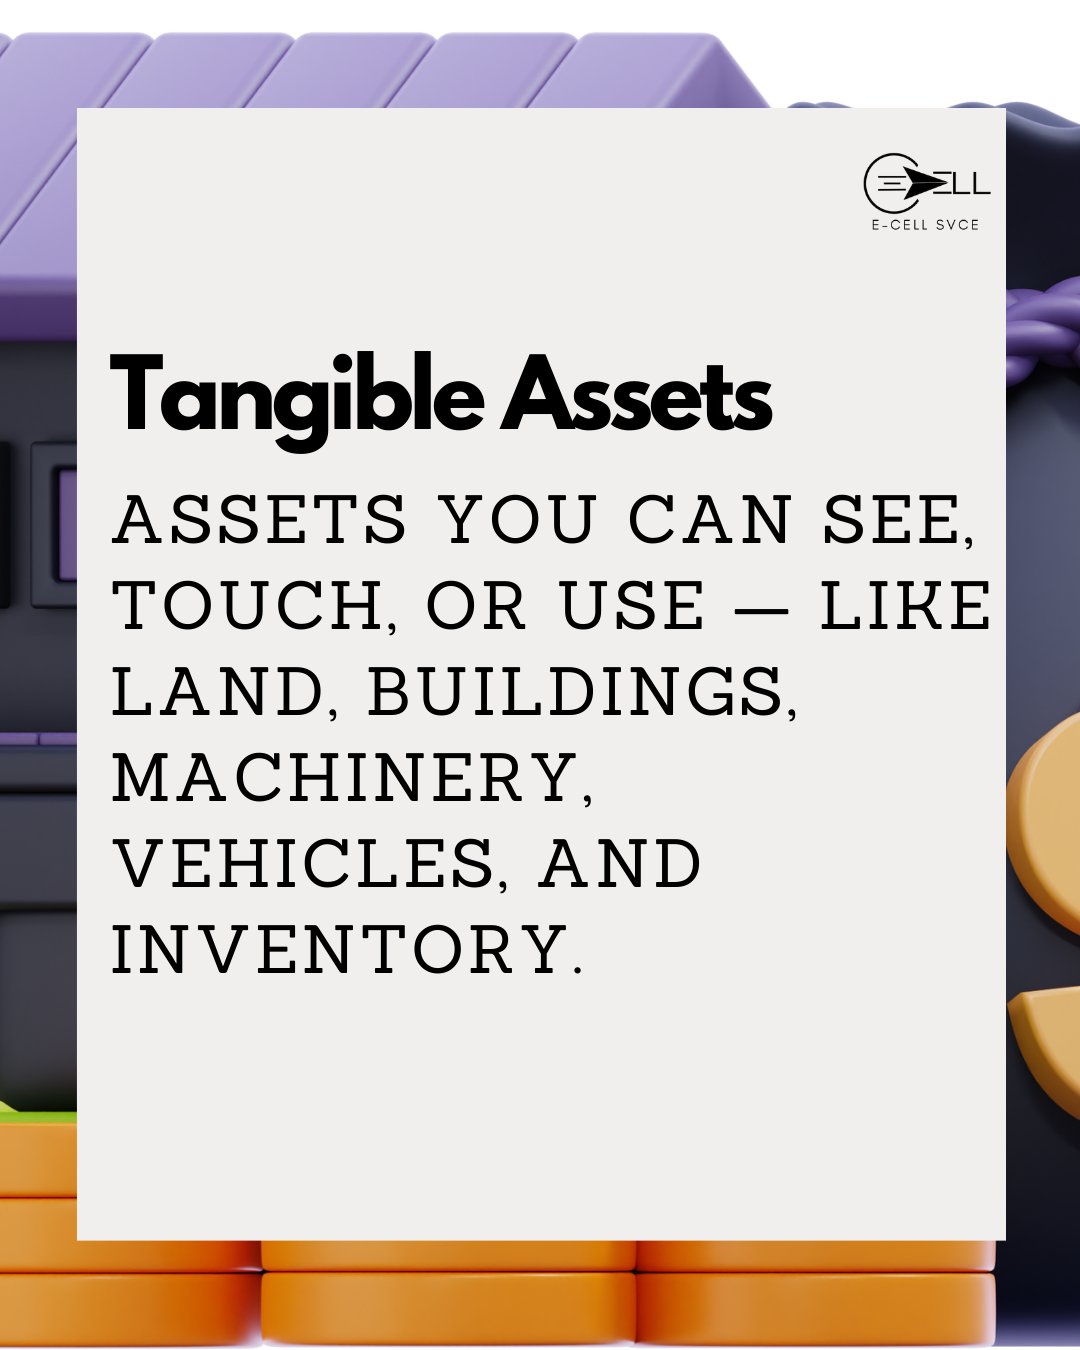 ELL
E-CELL SVCE
Tangible Assets
ASSETS YOU CAN SEE,
TOUCH, OR USE — LIKE
LAND, BUILDINGS,
MACHINERY,
VEHICLES, AND
INVENTORY.